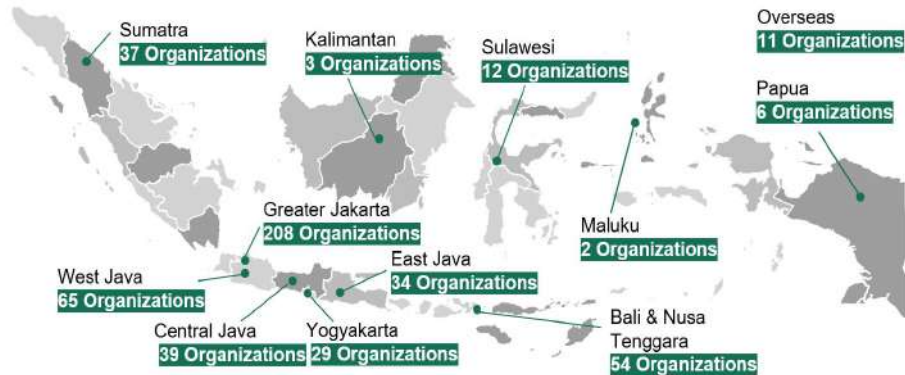 Sumatra
37 Organizations
Kalimantan
3 Organizations
Sulawesi
12 Organizations
Overseas
11 Organizations
Papua
6 Organizations
Maluku
2 Organizations
Greater Jakarta
208 Organizations
West Java
65 Organizations
East Java
34 Organizations
Central Java
39 Organizations
Yogyakarta
29 Organizations
Bali & Nusa
Tenggara
54 Organizations